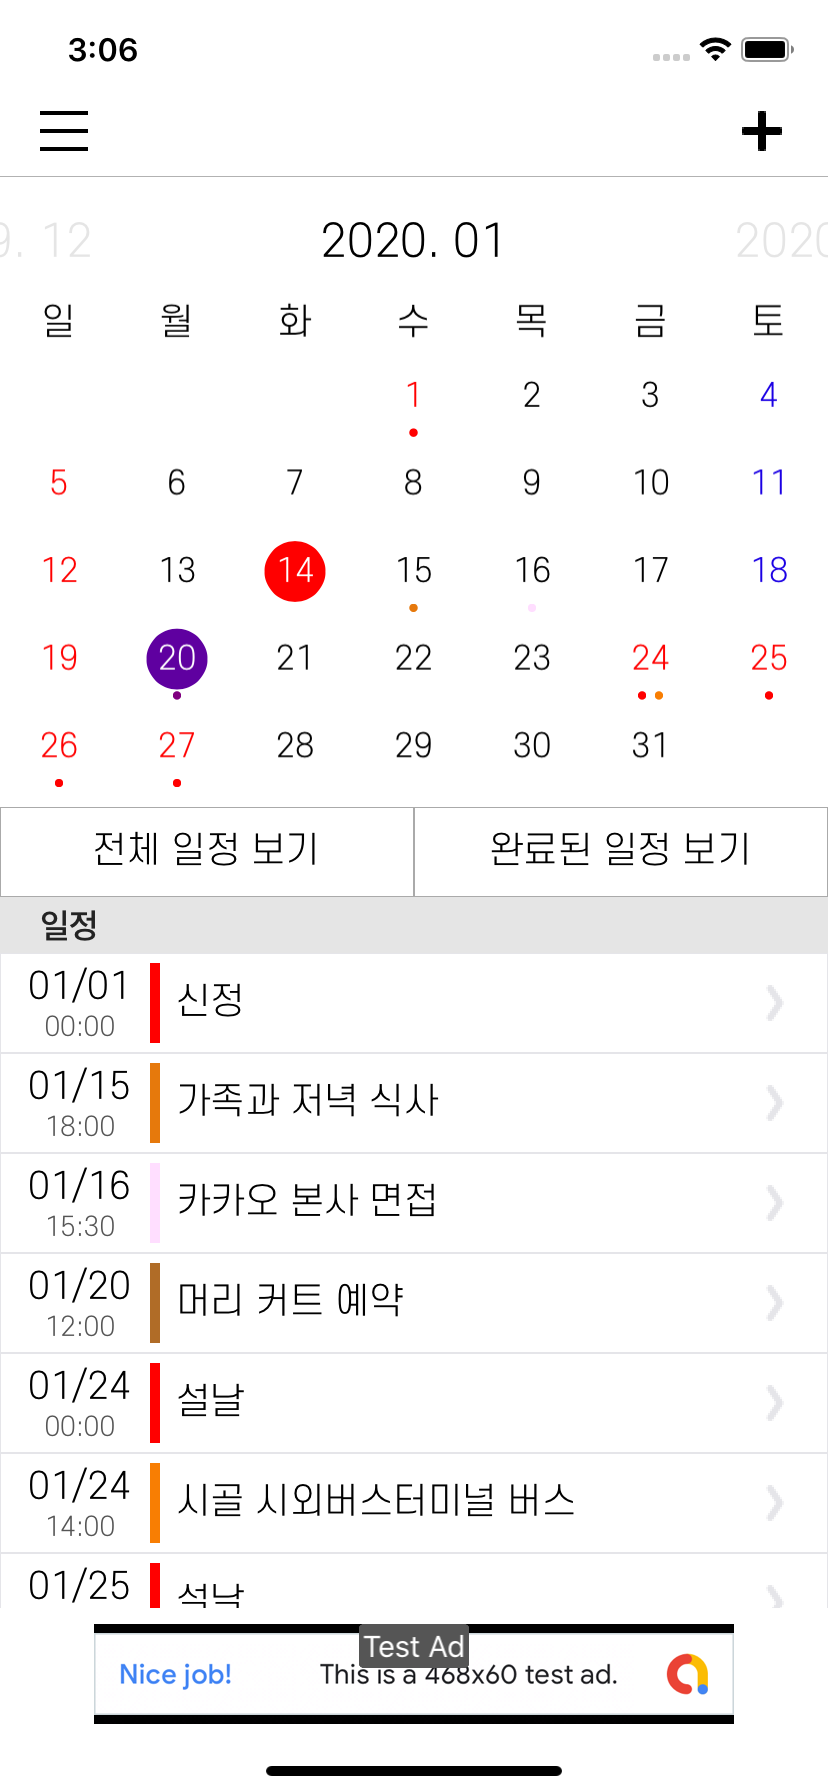 3:06
9. 12 2020. 01 2020
일 월 화 수 목 금 토
1 2 3 4
5 6 7 8 9 10 11
12 13 14 15 16 17 18
19 20 21 22 23 24 25
26 27 28 29 30 31
전체 일정 보기 완료된 일정 보기
일정
01/01 신정
00:00
01/15 가족과 저녁 식사
18:00
01/16 카카오 본사 면접
15:30
01/20 머리 커트 예약
12:00
01/24 설날
00:00
01/24 시골 시외버스터미널 버스
14:00
01/25 설날
Test Ad
Nice job! This is a 468x60 test ad.